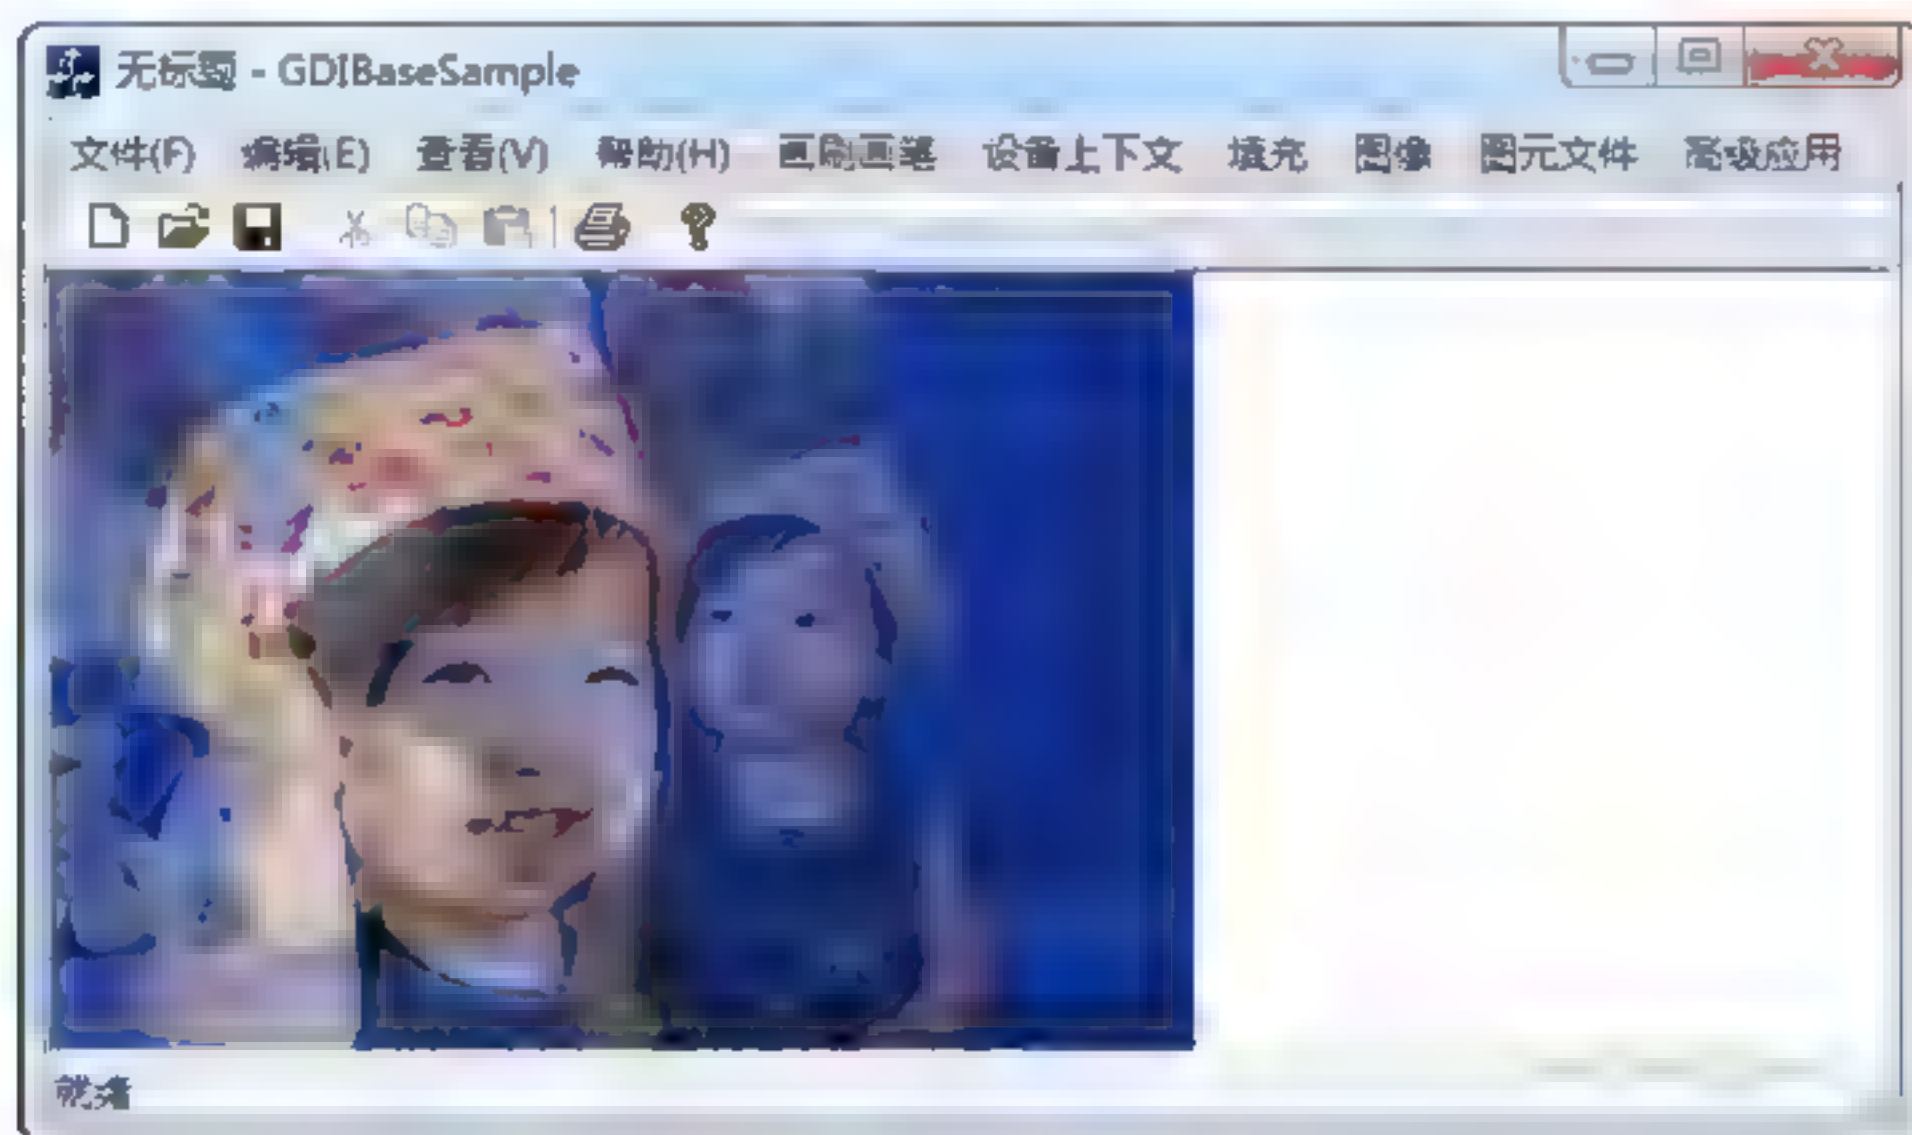 无标题 - GDIBaseSample
文件(F) 编辑(E) 查看(V) 帮助(H) 画刷画笔 设备上下文 填充 图像 图元文件 高级应用
就绪